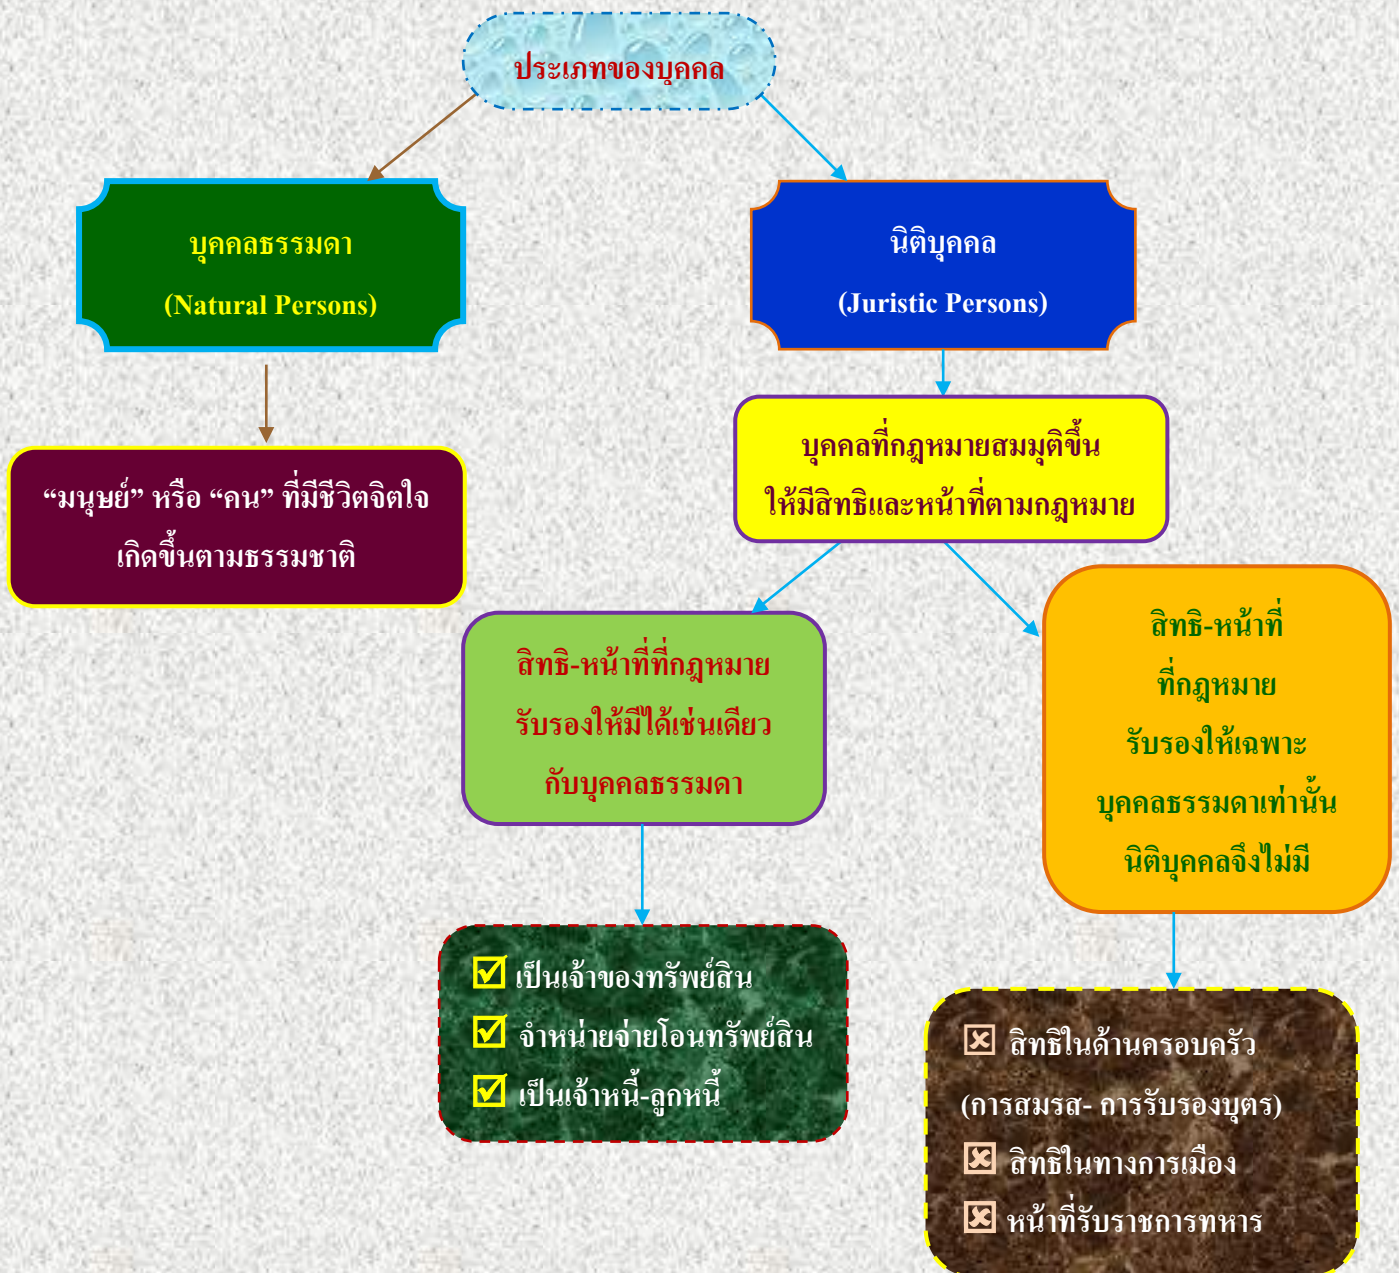 ประเภทของบุคคล
บุคคลธรรมดา
(Natural Persons)
นิติบุคคล
(Juristic Persons)
“มนุษย์” หรือ “คน” ที่มีชีวิตจิตใจ
เกิดขึ้นตามธรรมชาติ
บุคคลที่กฎหมายสมมุติขึ้น
ให้มีสิทธิและหน้าที่ตามกฎหมาย
สิทธิ-หน้าที่ที่กฎหมาย
รับรองให้มีได้เช่นเดียว
กับบุคคลธรรมดา
สิทธิ-หน้าที่
ที่กฎหมาย
รับรองให้เฉพาะ
บุคคลธรรมดาเท่านั้น
นิติบุคคลจึงไม่มี
เป็นเจ้าของทรัพย์สิน
จำหน่ายจ่ายโอนทรัพย์สิน
เป็นเจ้าหนี้-ลูกหนี้
สิทธิในด้านครอบครัว
(การสมรส- การรับรองบุตร)
สิทธิในทางการเมือง
หน้าที่รับราชการทหาร